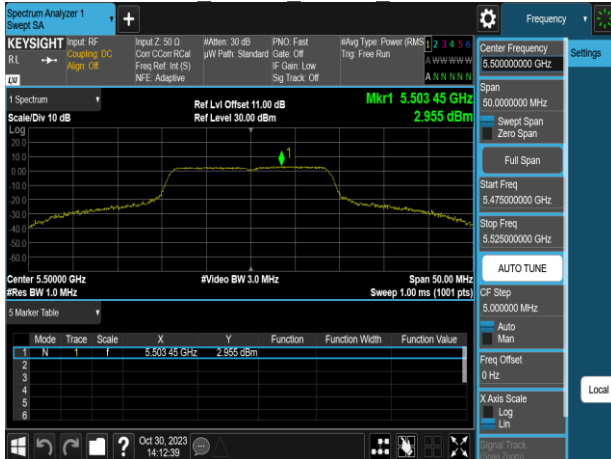 Spectrum Analyzer 1
Swept SA
+
Frequency
KEYSIGHT
RL
Input: RF
Coupling: DC
Align: Off
Input Z: 50 Ω
Corr CCorr RCal
Freq Ref: Int (S)
NFE: Adaptive
#Atten: 30 dB
µW Path: Standard
PNO: Fast
Gate: Off
IF Gain: Low
Sig Track: Off
#Avg Type: Power (RMS
Trig: Free Run
1 2 3 4 5 6
A W W W W W
A N N N N N
LXI
1 Spectrum
Scale/Div 10 dB
Ref Lvl Offset 11.00 dB
Ref Level 30.00 dBm
Mkr1 5.503 45 GHz
2.955 dBm
Log
20.0
10.0
0.00
-10.0
-20.0
-30.0
-40.0
-50.0
-60.0
1
Center 5.50000 GHz
#Video BW 3.0 MHz
Span 50.00 MHz
#Res BW 1.0 MHz
Sweep 1.00 ms (1001 pts)
5 Marker Table
Mode Trace Scale X Y Function Function Width Function Value
1 N 1 f 5.503 45 GHz 2.955 dBm
2
3
4
5
6
?
Oct 30, 2023
14:12:39
Center Frequency
5.500000000 GHz
Span
50.0000000 MHz
Swept Span
Zero Span
Full Span
Start Freq
5.475000000 GHz
Stop Freq
5.525000000 GHz
AUTO TUNE
CF Step
5.000000 MHz
Auto
Man
Freq Offset
0 Hz
X Axis Scale
Log
Lin
Signal Track
(Span Zoom)
Settings
Local